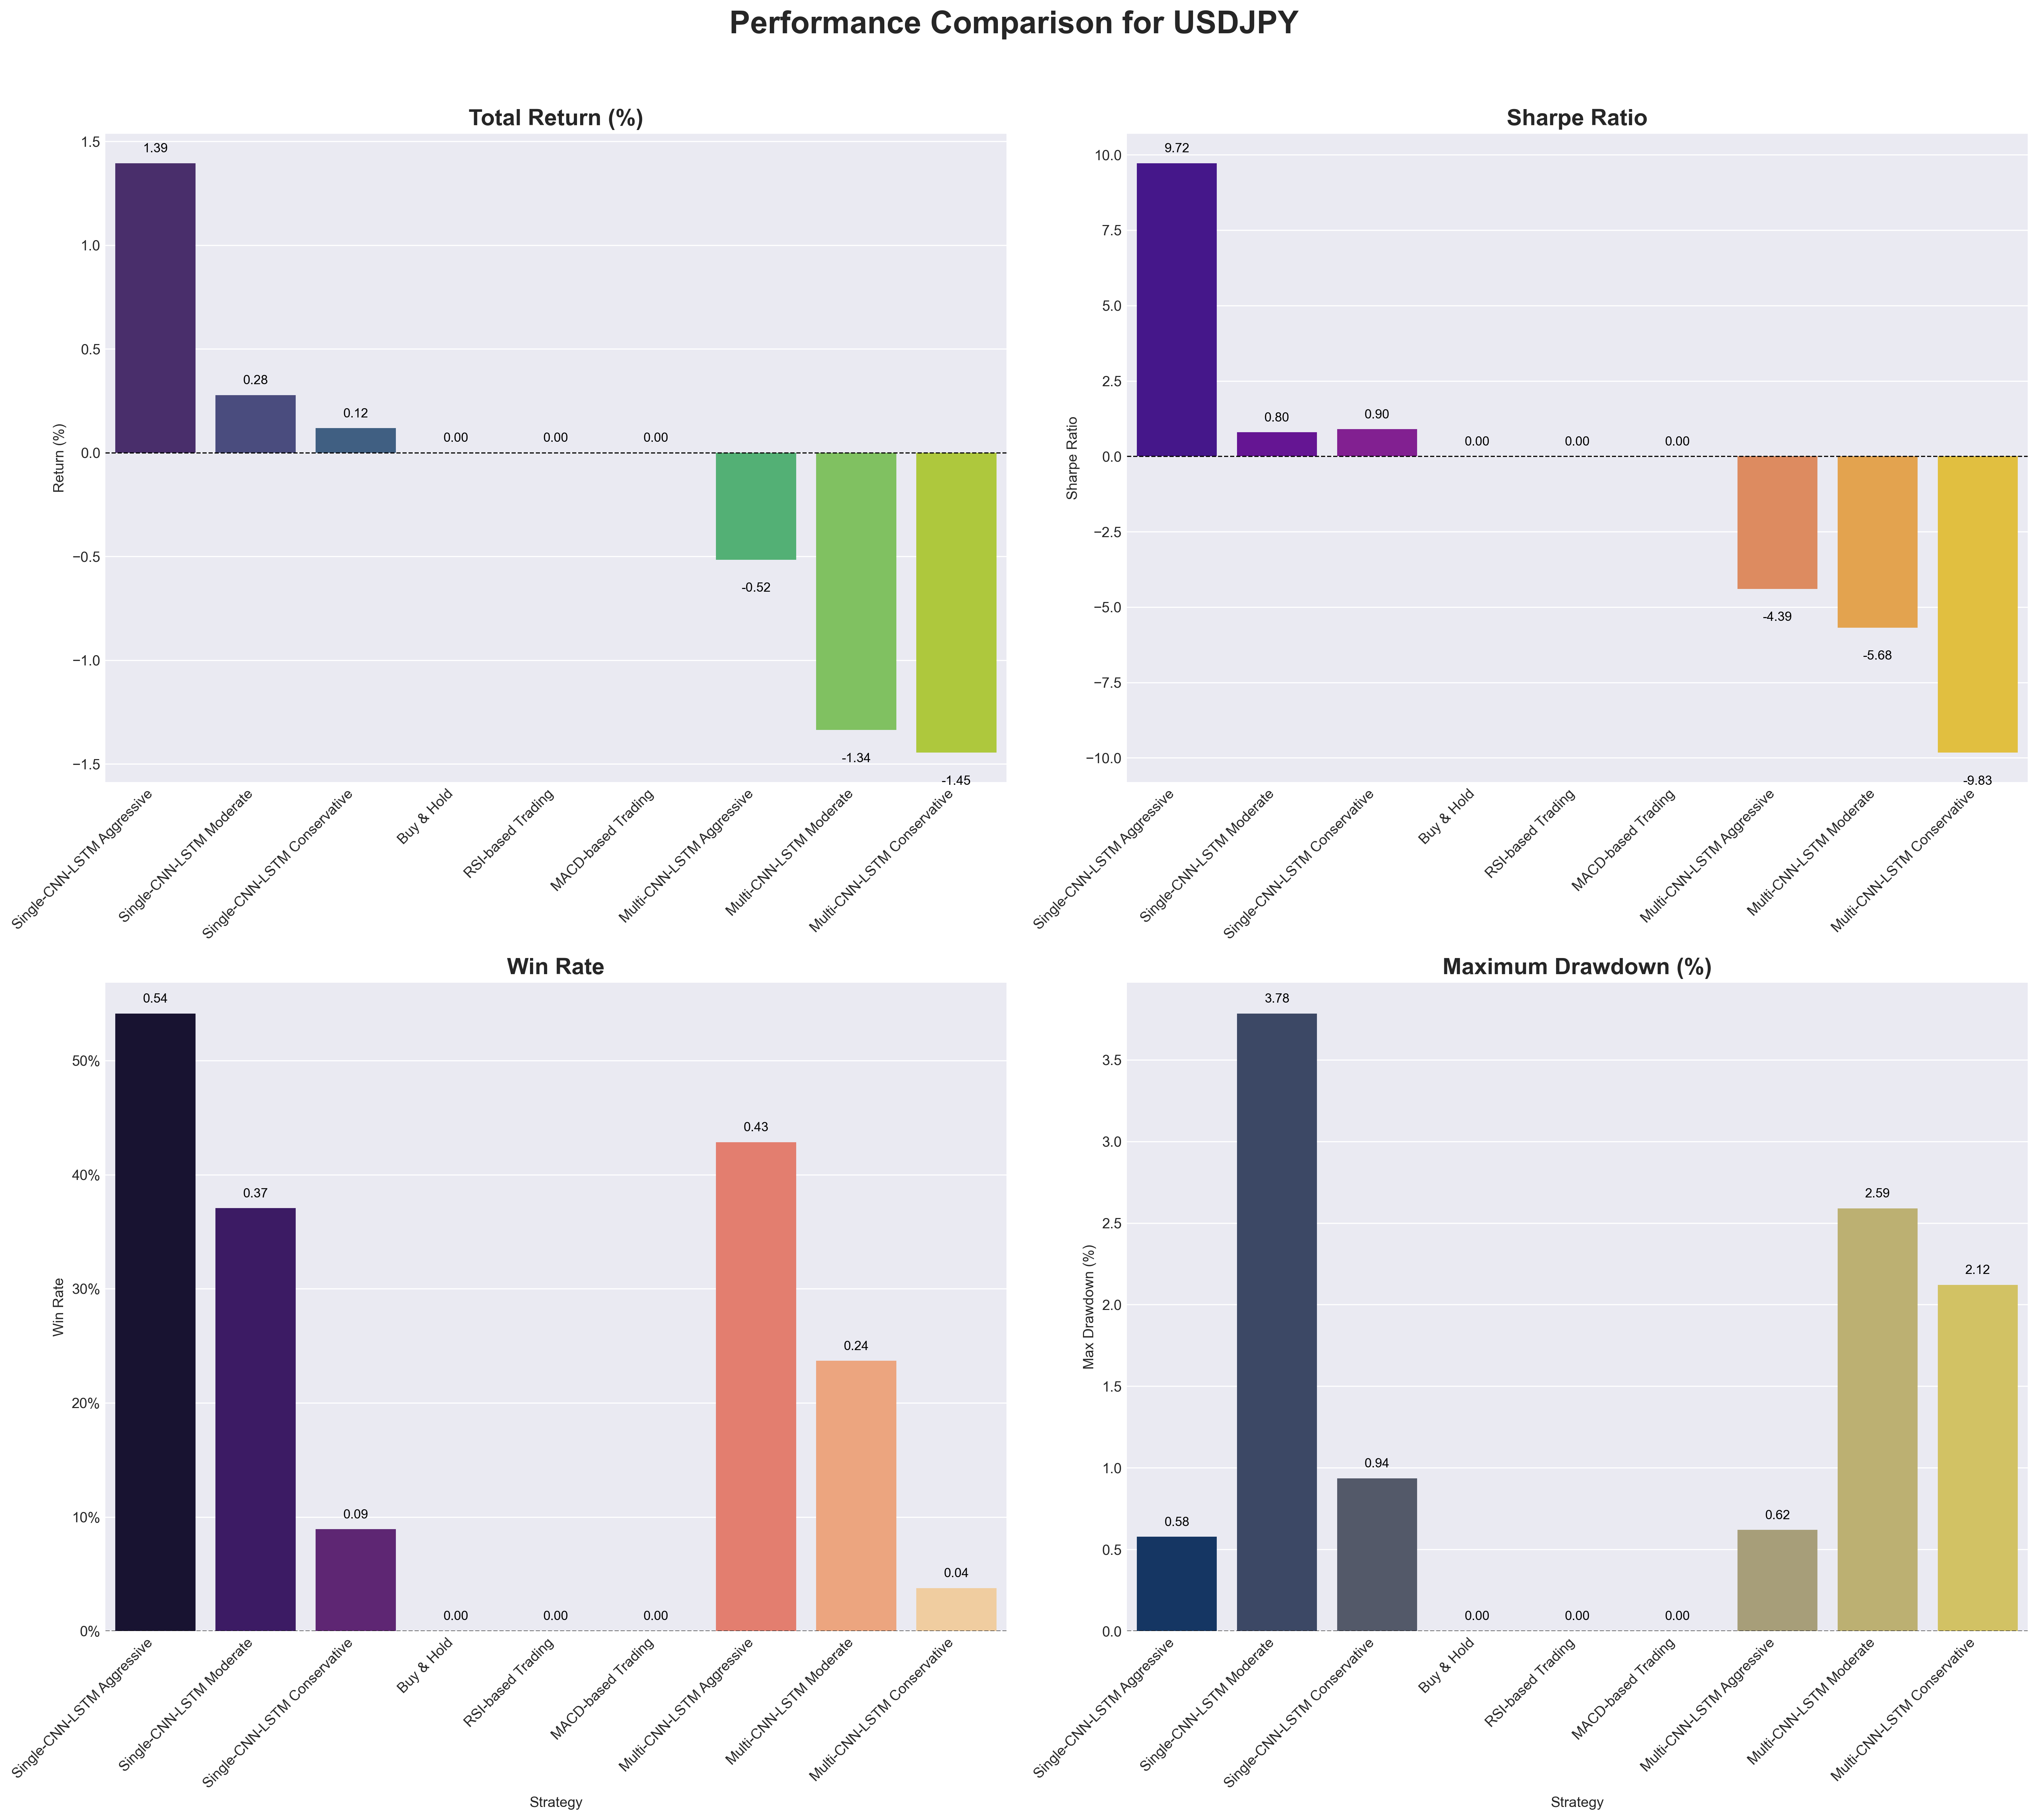 Performance Comparison for USDJPY
Total Return (%)
1.5
1.0
0.5
0.0
−0.5
−1.0
−1.5
Return (%)
1.39
0.28
0.12
0.00
0.00
0.00
-0.52
-1.34
-1.45
Single-CNN-LSTM Aggressive
Single-CNN-LSTM Moderate
Single-CNN-LSTM Conservative
Buy & Hold
RSI-based Trading
MACD-based Trading
Multi-CNN-LSTM Aggressive
Multi-CNN-LSTM Moderate
Multi-CNN-LSTM Conservative
Sharpe Ratio
10.0
7.5
5.0
2.5
0.0
−2.5
−5.0
−7.5
−10.0
Sharpe Ratio
9.72
0.80
0.90
0.00
0.00
0.00
-4.39
-5.68
-9.83
Single-CNN-LSTM Aggressive
Single-CNN-LSTM Moderate
Single-CNN-LSTM Conservative
Buy & Hold
RSI-based Trading
MACD-based Trading
Multi-CNN-LSTM Aggressive
Multi-CNN-LSTM Moderate
Multi-CNN-LSTM Conservative
Win Rate
50%
40%
30%
20%
10%
0%
Win Rate
0.54
0.37
0.09
0.00
0.00
0.00
0.43
0.24
0.04
Single-CNN-LSTM Aggressive
Single-CNN-LSTM Moderate
Single-CNN-LSTM Conservative
Buy & Hold
RSI-based Trading
MACD-based Trading
Multi-CNN-LSTM Aggressive
Multi-CNN-LSTM Moderate
Multi-CNN-LSTM Conservative
Strategy
Maximum Drawdown (%)
3.5
3.0
2.5
2.0
1.5
1.0
0.5
0.0
Max Drawdown (%)
0.58
3.78
0.94
0.00
0.00
0.00
0.62
2.59
2.12
Single-CNN-LSTM Aggressive
Single-CNN-LSTM Moderate
Single-CNN-LSTM Conservative
Buy & Hold
RSI-based Trading
MACD-based Trading
Multi-CNN-LSTM Aggressive
Multi-CNN-LSTM Moderate
Multi-CNN-LSTM Conservative
Strategy